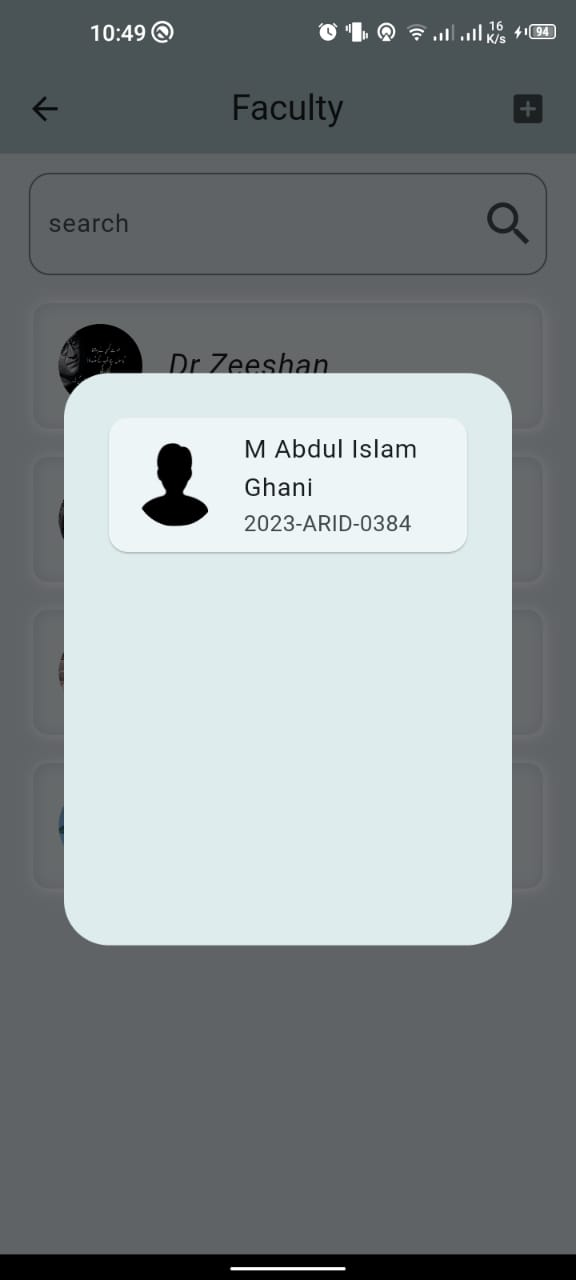 10:49
16
K/s
94
Faculty
search
Dr Zeeshan
M Abdul Islam
Ghani
2023-ARID-0384